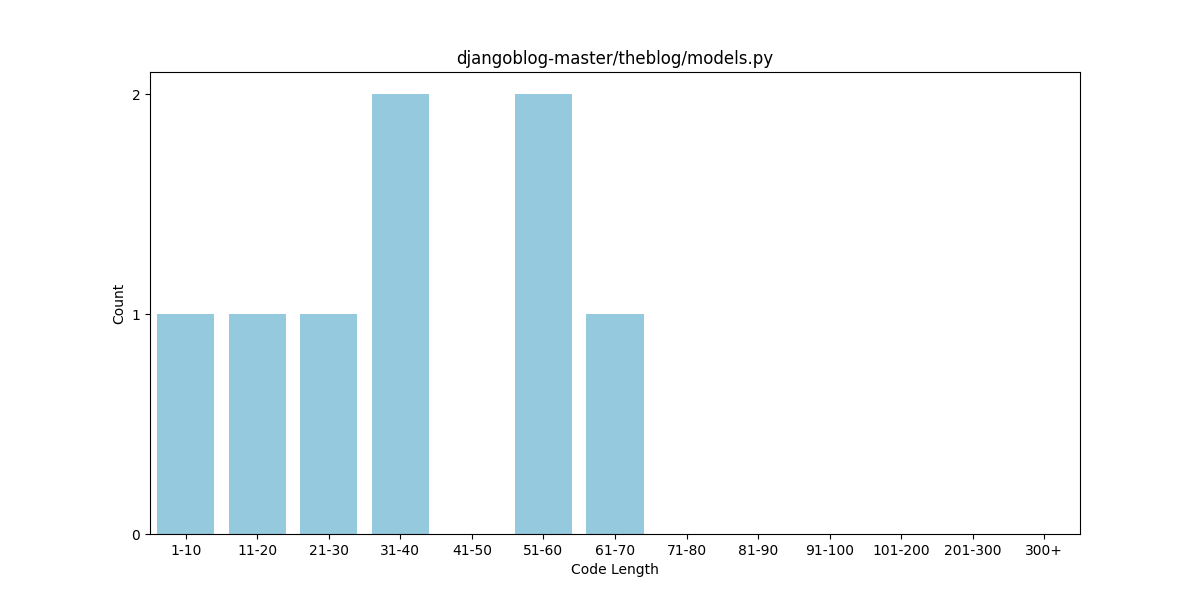 djangoblog-master/theblog/models.py
Count
2
1
0
1-10 11-20 21-30 31-40 41-50 51-60 61-70 71-80 81-90 91-100 101-200 201-300 300+
Code Length